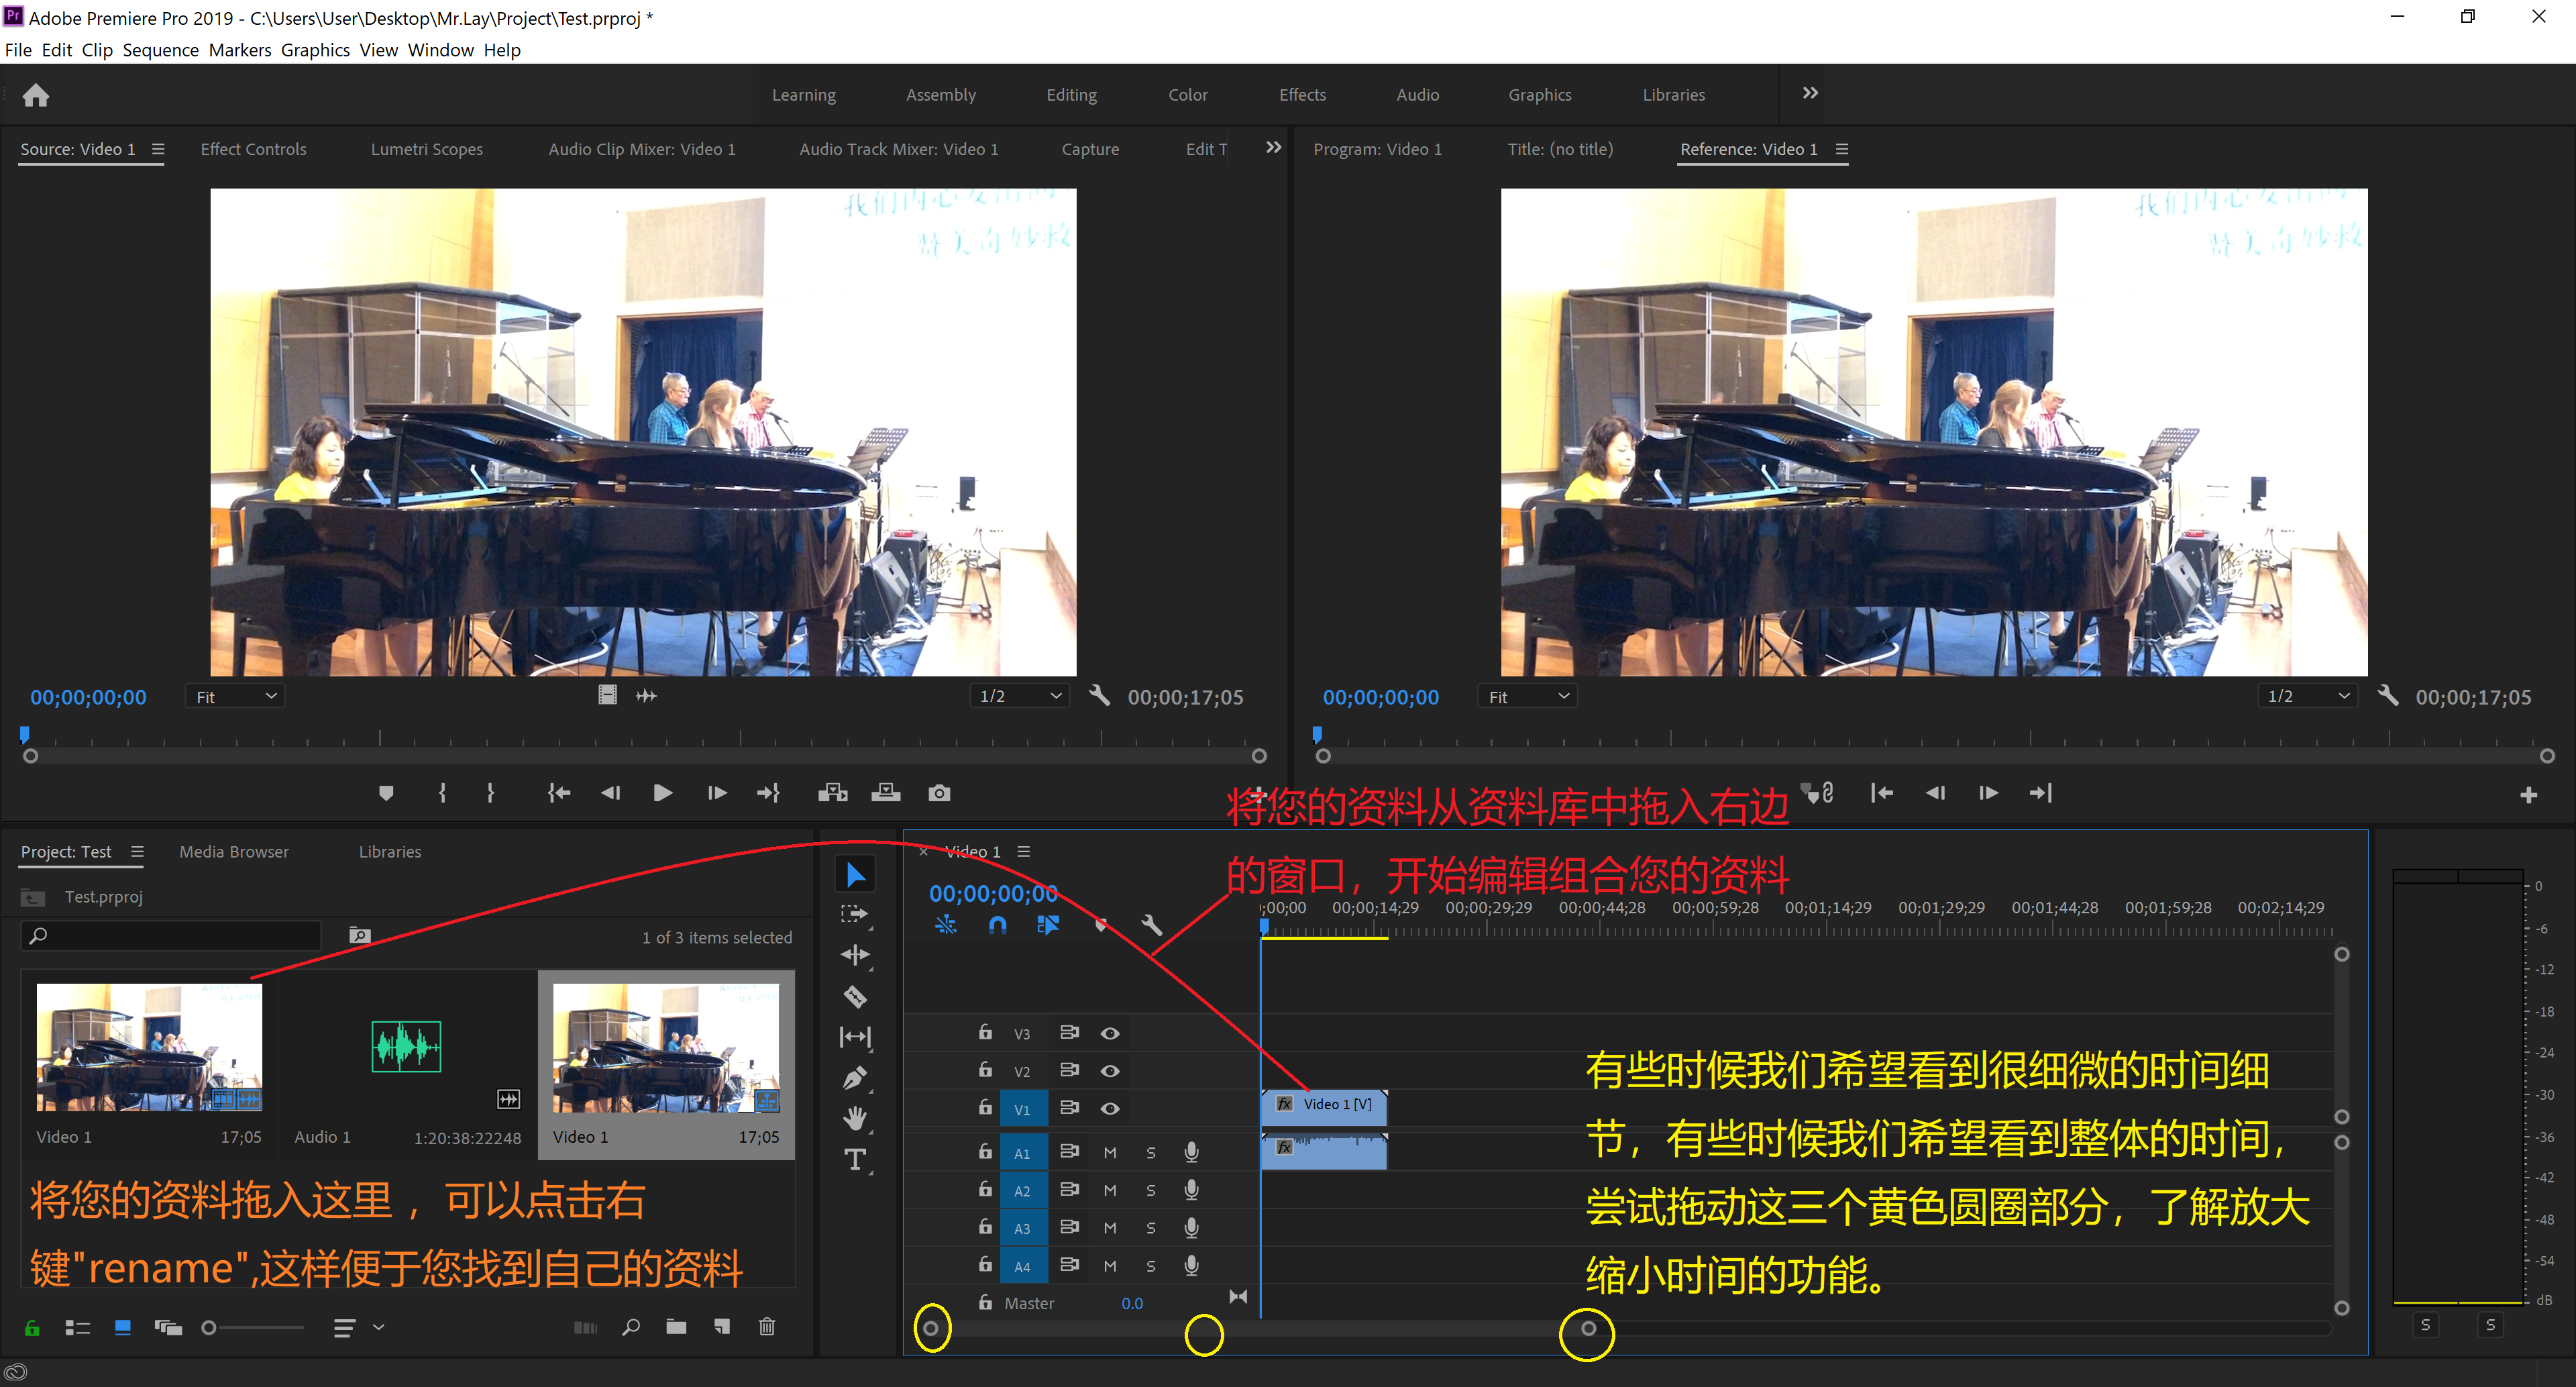 Adobe Premiere Pro 2019 - C:\Users\User\Desktop\Mr.Lay\Project\Test.prproj *
File Edit Clip Sequence Markers Graphics View Window Help
Learning Assembly Editing Color Effects Audio Graphics Libraries
Source: Video 1 Effect Controls Lumetri Scopes Audio Clip Mixer: Video 1 Audio Track Mixer: Video 1 Capture Edit T
Program: Video 1 Title: (no title) Reference: Video 1
赞美奇妙救
赞美奇妙救
00;00;00;00 Fit 1/2 00;00;17;05
00;00;00;00 Fit 1/2 00;00;17;05
将您的资料从资料库中拖入右边
的窗口，开始编辑组合您的资料
Project: Test Media Browser Libraries
Test.prproj
1 of 3 items selected
Video 1 17;05
Audio 1 1:20:38:22248
Video 1 17;05
将您的资料拖入这里 ，可以点击右
键"rename",这样便于您找到自己的资料
Video 1
00;00;00;00
;00;00 00;00;14;29 00;00;29;29 00;00;44;28 00;00;59;28 00;01;14;29 00;01;29;29 00;01;44;28 00;01;59;28 00;02;14;29
V3
V2
V1 fx Video 1 [V]
A1 M S fx
A2 M S
A3 M S
A4 M S
Master 0.0
有些时候我们希望看到很细微的时间细
节，有些时候我们希望看到整体的时间，
尝试拖动这三个黄色圆圈部分，了解放大
缩小时间的功能。
0
-6
-12
-18
-24
-30
-36
-42
-48
-54
dB
S S